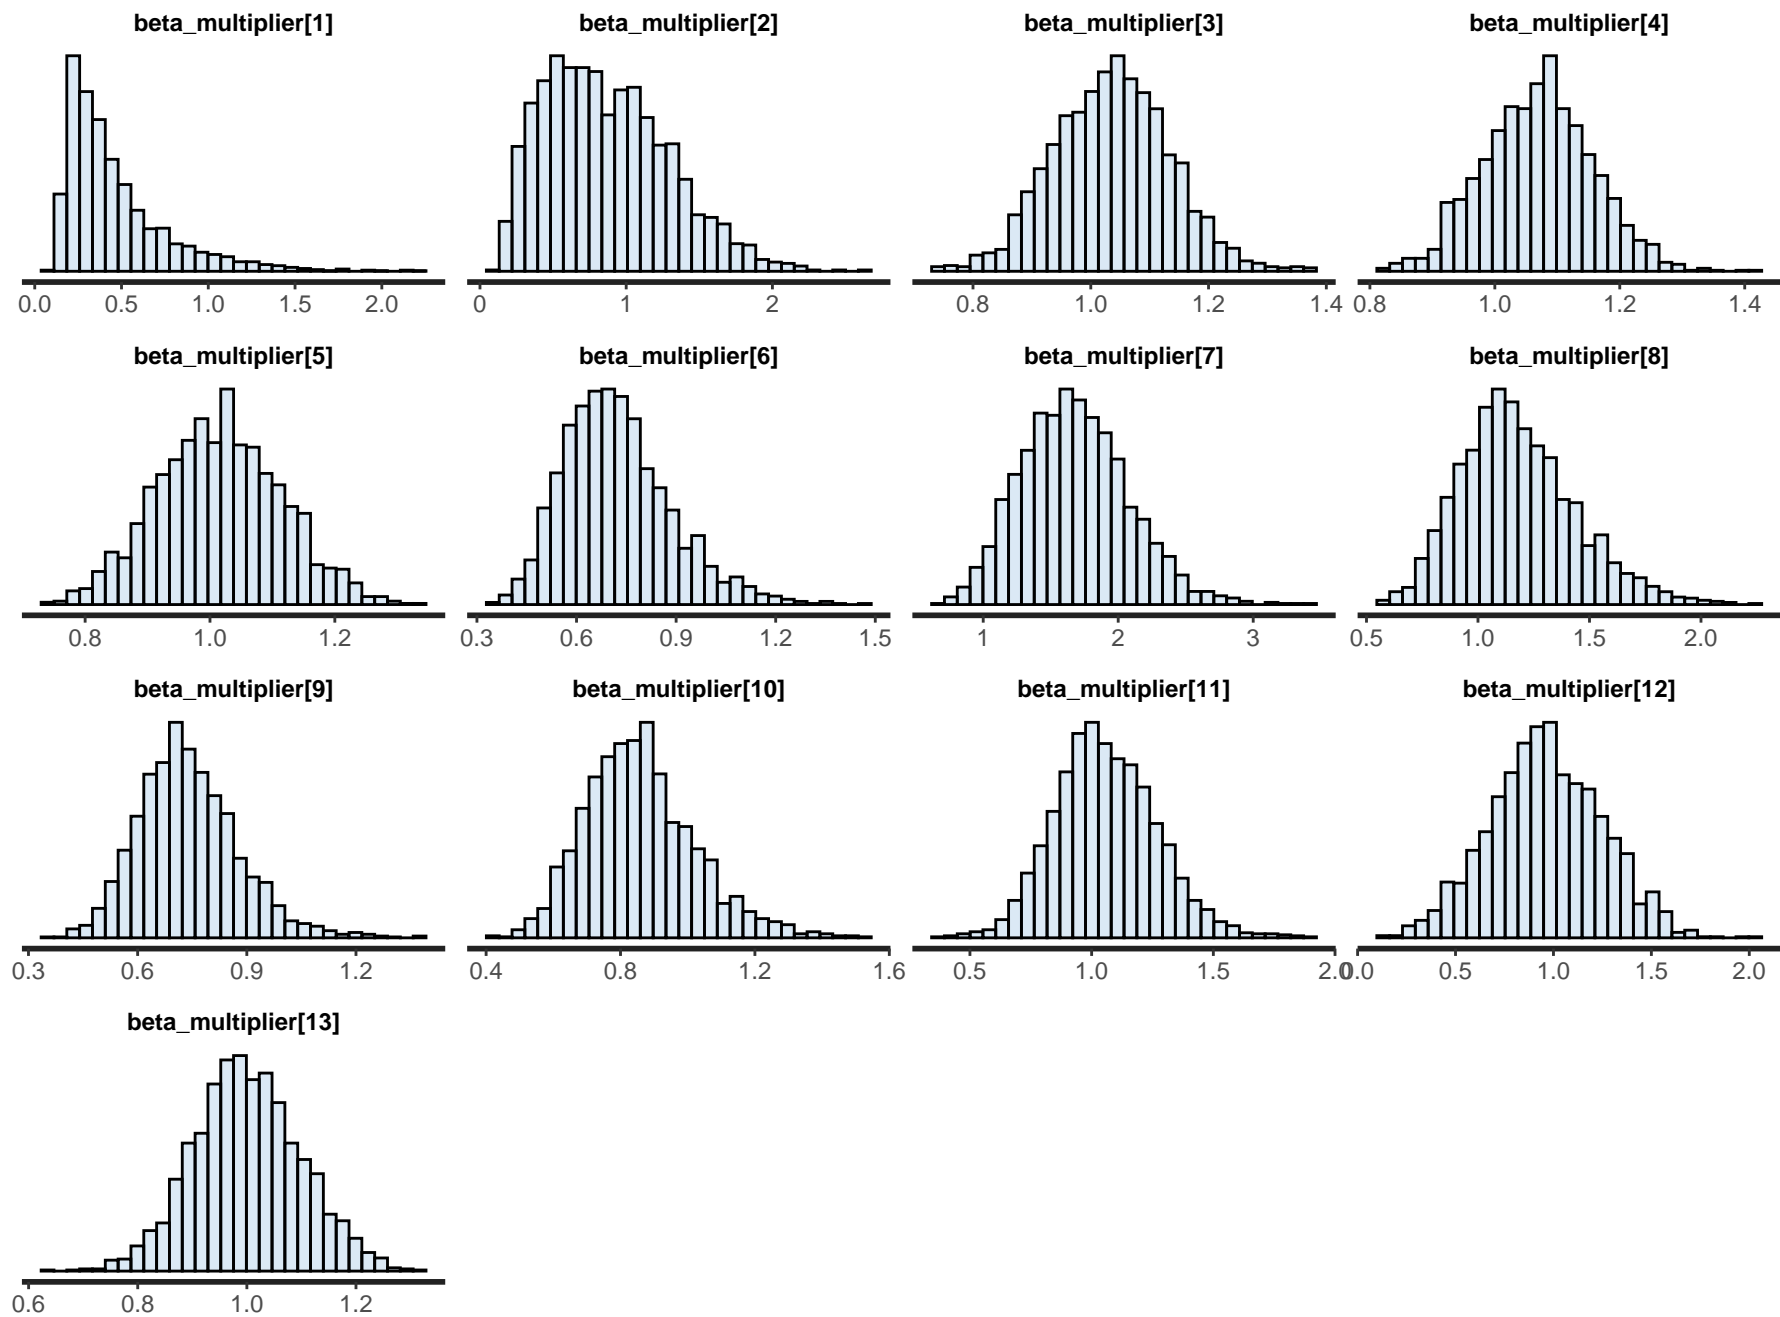 beta_multiplier[1] beta_multiplier[2] beta_multiplier[3] beta_multiplier[4]
0.0 0.5 1.0 1.5 2.0 0 1 2 0.8 1.0 1.2 1.4 0.8 1.0 1.2 1.4
beta_multiplier[5] beta_multiplier[6] beta_multiplier[7] beta_multiplier[8]
0.8 1.0 1.2 0.3 0.6 0.9 1.2 1.5 1 2 3 0.5 1.0 1.5 2.0
beta_multiplier[9] beta_multiplier[10] beta_multiplier[11] beta_multiplier[12]
0.3 0.6 0.9 1.2 0.4 0.8 1.2 1.6 0.5 1.0 1.5 2.0 0.0 0.5 1.0 1.5 2.0
beta_multiplier[13]
0.6 0.8 1.0 1.2